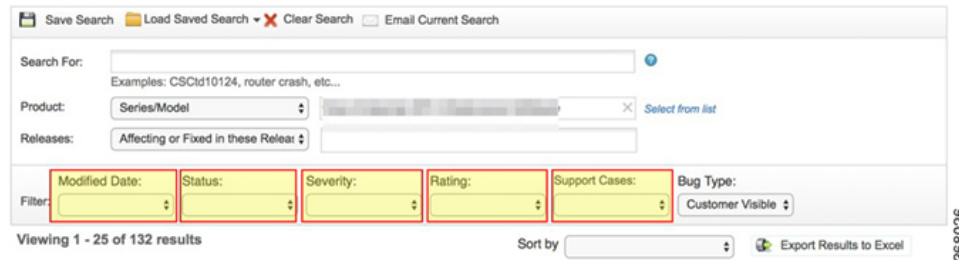 Save Search Load Saved Search Clear Search Email Current Search
Search For:
Examples: CSCtd10124, router crash, etc...
Product: Series/Model Select from list
Releases: Affecting or Fixed in these Releas
Modified Date: Status: Severity: Rating: Support Cases: Bug Type:
Filter: Customer Visible
Viewing 1 - 25 of 132 results Sort by Export Results to Excel
368026